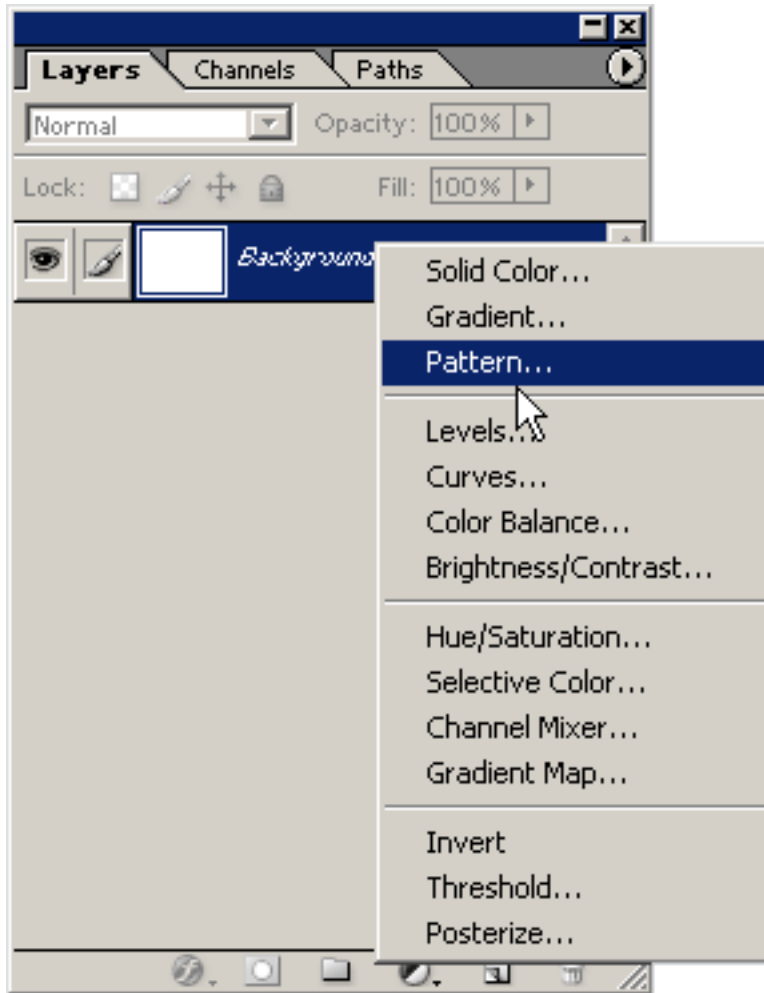 Layers Channels Paths
Normal Opacity: 100%
Lock: Fill: 100%
Background
Solid Color...
Gradient...
Pattern...
Levels...
Curves...
Color Balance...
Brightness/Contrast...
Hue/Saturation...
Selective Color...
Channel Mixer...
Gradient Map...
Invert
Threshold...
Posterize...